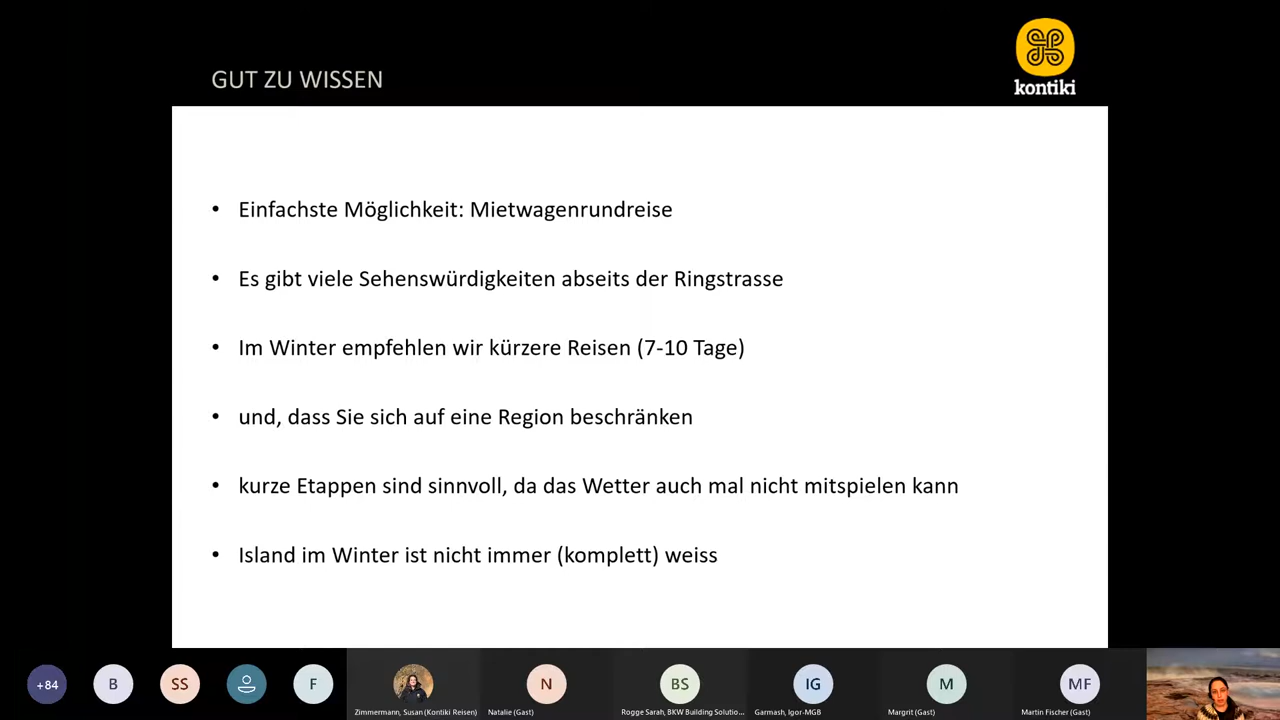 GUT ZU WISSEN
kontiki
• Einfachste Möglichkeit: Mietwagenrundreise
• Es gibt viele Sehenswürdigkeiten abseits der Ringstrasse
• Im Winter empfehlen wir kürzere Reisen (7-10 Tage)
• und, dass Sie sich auf eine Region beschränken
• kurze Etappen sind sinnvoll, da das Wetter auch mal nicht mitspielen kann
• Island im Winter ist nicht immer (komplett) weiss
+84
B
SS
F
N
BS
IG
M
MF
Zimmermann, Susan (Kontiki Reisen)
Natalie (Gast)
Rogge Sarah, BKW Building Solutio...
Garmash, Igor-MGB
Margrit (Gast)
Martin Fischer (Gast)